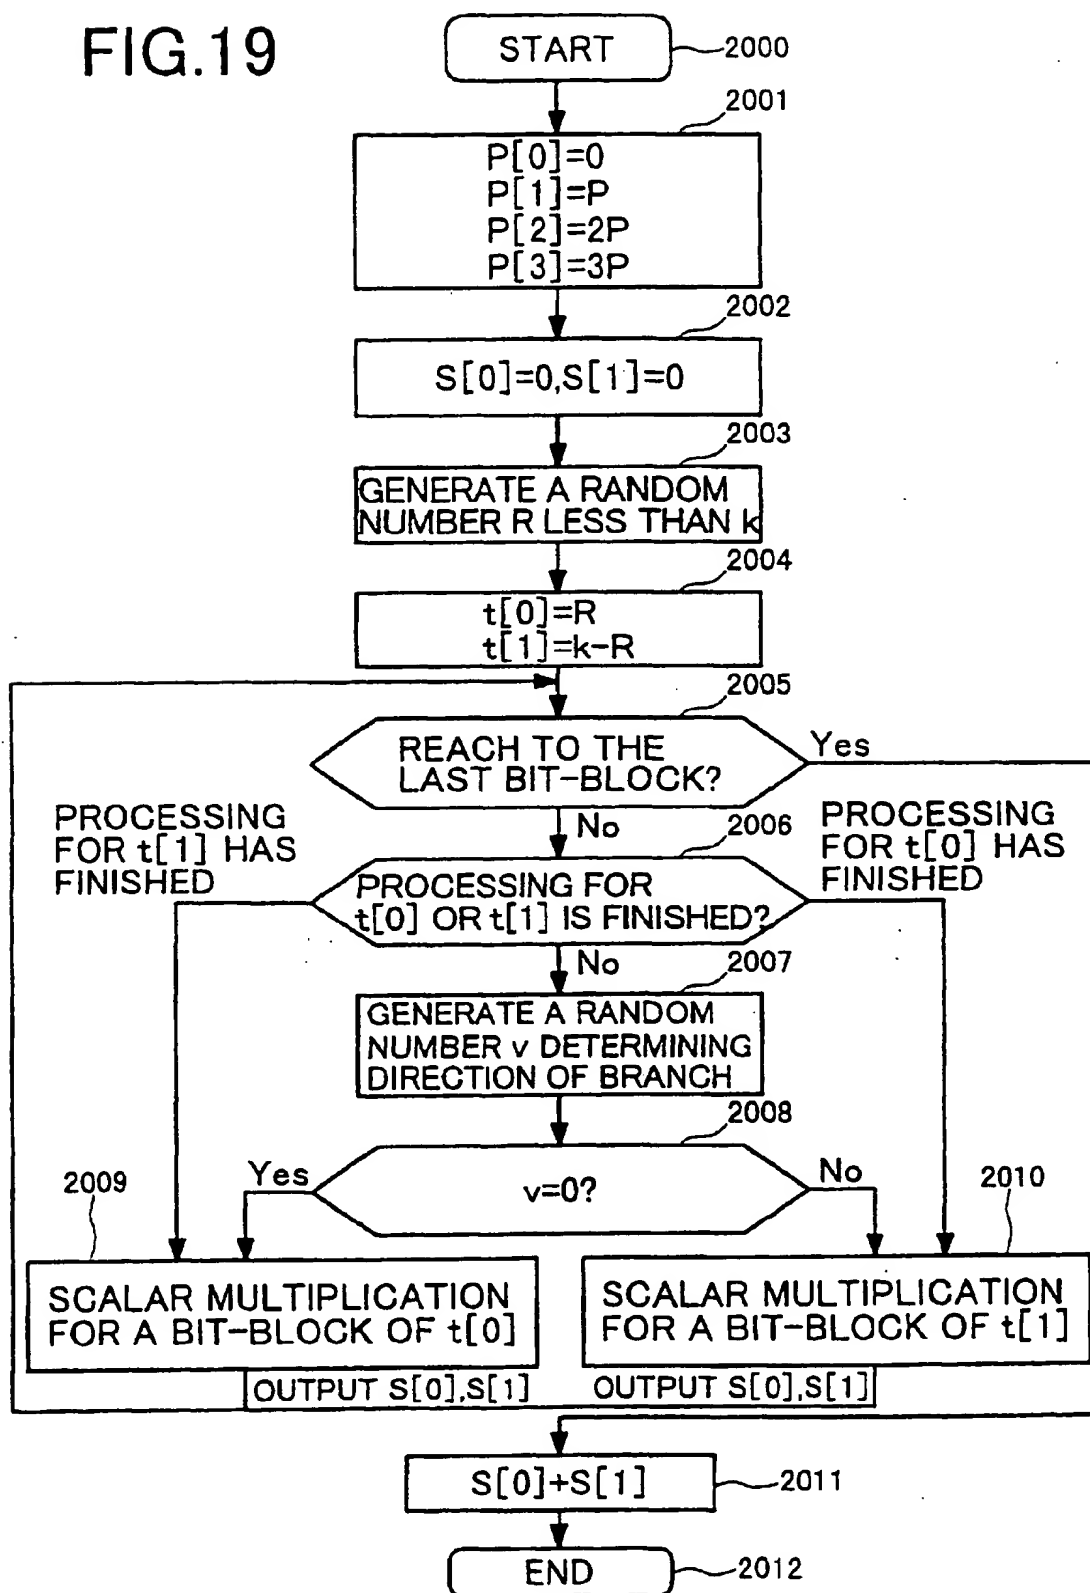 FIG.19
START
2000
2001
P[0]=0
P[1]=P
P[2]=2P
P[3]=3P
2002
S[0]=0,S[1]=0
2003
GENERATE A RANDOM
NUMBER R LESS THAN k
2004
t[0]=R
t[1]=k-R
2005
REACH TO THE
LAST BIT-BLOCK?
Yes
No
2006
PROCESSING
FOR t[1] HAS
FINISHED
PROCESSING FOR
t[0] OR t[1] IS FINISHED?
PROCESSING
FOR t[0] HAS
FINISHED
No
2007
GENERATE A RANDOM
NUMBER v DETERMINING
DIRECTION OF BRANCH
2008
v=0?
Yes
No
2009
2010
SCALAR MULTIPLICATION
FOR A BIT-BLOCK OF t[0]
SCALAR MULTIPLICATION
FOR A BIT-BLOCK OF t[1]
OUTPUT S[0],S[1]
OUTPUT S[0],S[1]
S[0]+S[1]
2011
END
2012